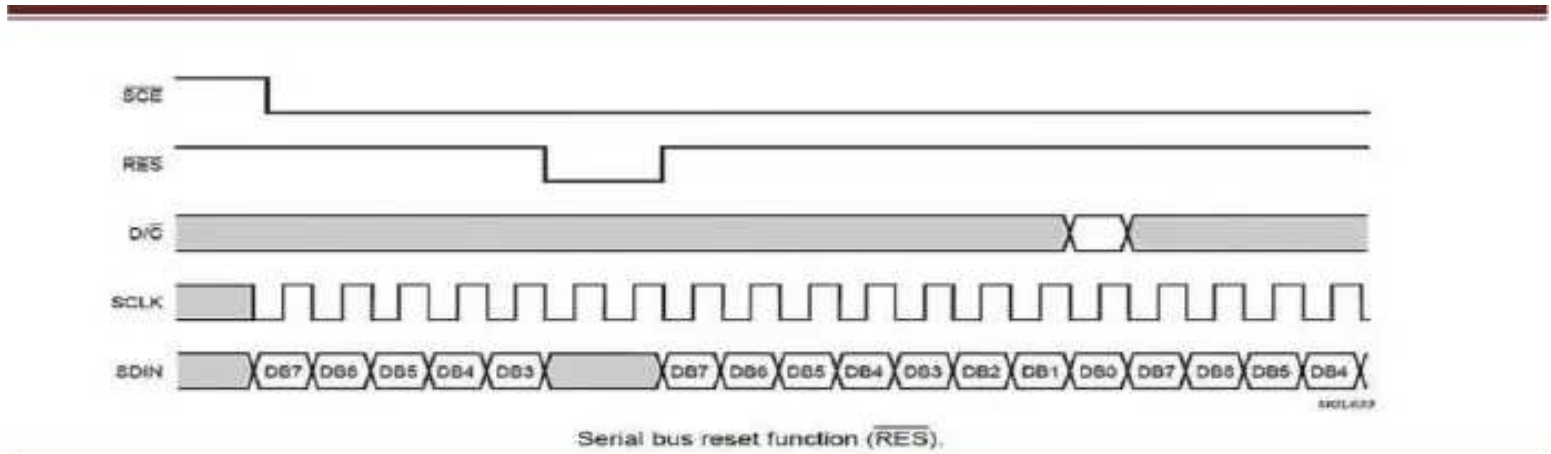 SCE
RES
D/C
SCLK
SDIN DB7 DB6 DB5 DB4 DB3 DB7 DB6 DB5 DB4 DB3 DB2 DB1 DB0 DB7 DB6 DB5 DB4
Serial bus reset function (RES).